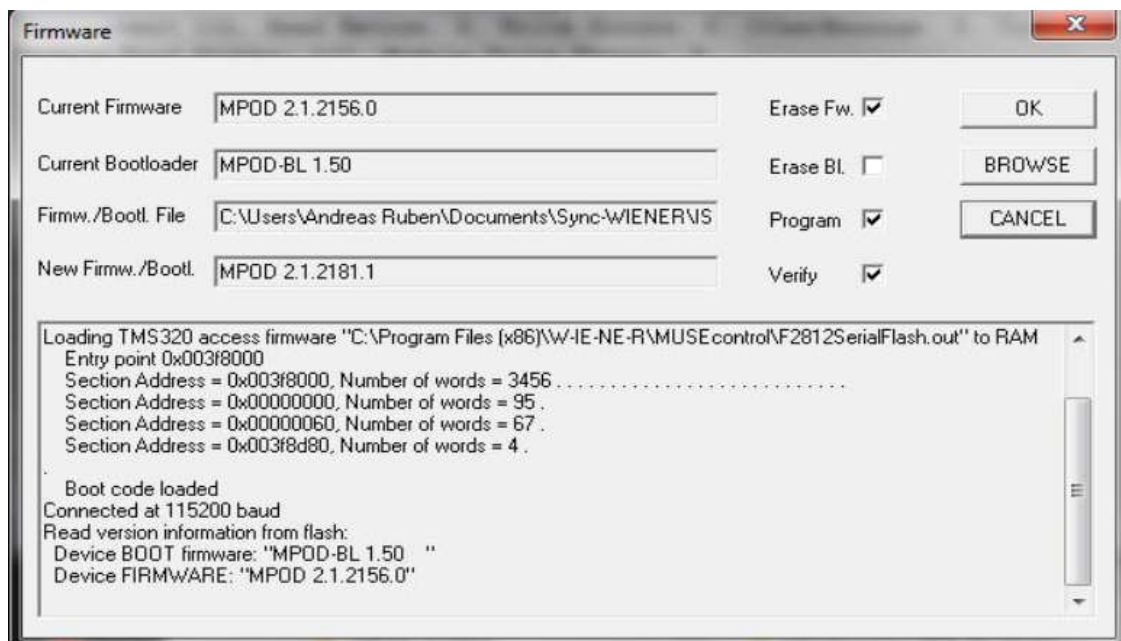 Firmware
Current Firmware MPOD 2.1.2156.0 Erase Fw. OK
Current Bootloader MPOD-BL 1.50 Erase Bl. BROWSE
Firmw./Bootl. File C:\Users\Andreas Ruben\Documents\Sync-WIENER\IS Program CANCEL
New Firmw./Bootl. MPOD 2.1.2181.1 Verify
Loading TMS320 access firmware "C:\Program Files (x86)\W-IE-NE-R\MUSEcontrol\F2812SerialFlash.out" to RAM
Entry point 0x003f8000
Section Address = 0x003f8000, Number of words = 3456 . . . . . . . . . . . . . . . . . . . . . . . . . . .
Section Address = 0x00000000, Number of words = 95 .
Section Address = 0x00000060, Number of words = 67 .
Section Address = 0x003f8d80, Number of words = 4 .
.
Boot code loaded
Connected at 115200 baud
Read version information from flash:
Device BOOT firmware: "MPOD-BL 1.50    "
Device FIRMWARE: "MPOD 2.1.2156.0"